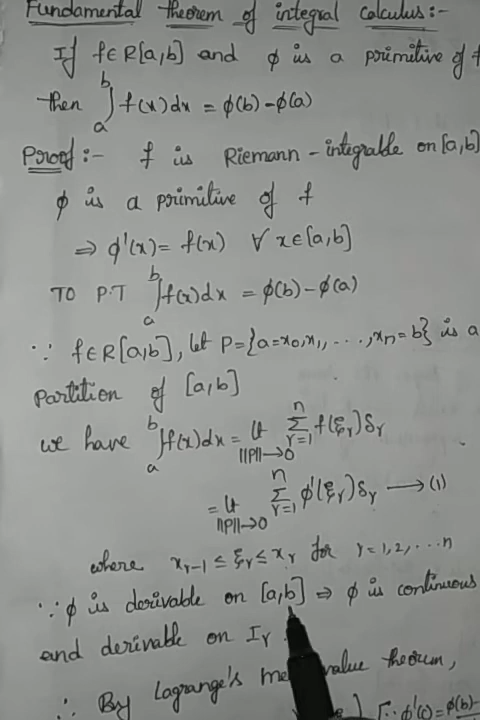 Fundamental theorem of integral calculus:-
If f∈R[a,b] and ϕ is a primitive of f
then ∫_a^b f(x)dx = ϕ(b)-ϕ(a)
Proof:- f is Riemann-integrable on [a,b]
ϕ is a primitive of f
⇒ ϕ'(x)= f(x) ∀ x∈[a,b]
TO P.T ∫_a^b f(x)dx = ϕ(b)-ϕ(a)
∵ f∈R[a,b], let P={a=x₀,x₁,....,xₙ=b} is a
partition of [a,b]
we have ∫_a^b f(x)dx = lt_{||P||→0} ∑_{r=1}^n f(ξᵣ)δᵣ
= lt_{||P||→0} ∑_{r=1}^n ϕ'(ξᵣ)δᵣ → (1)
where x_{r-1} ≤ ξᵣ ≤ xᵣ for r=1,2,...n
∵ ϕ is derivable on [a,b] ⇒ ϕ is continuous
and derivable on Iᵣ
∴ By Lagrange's value theorem,
[∵ ϕ'(c)= ϕ(b)-